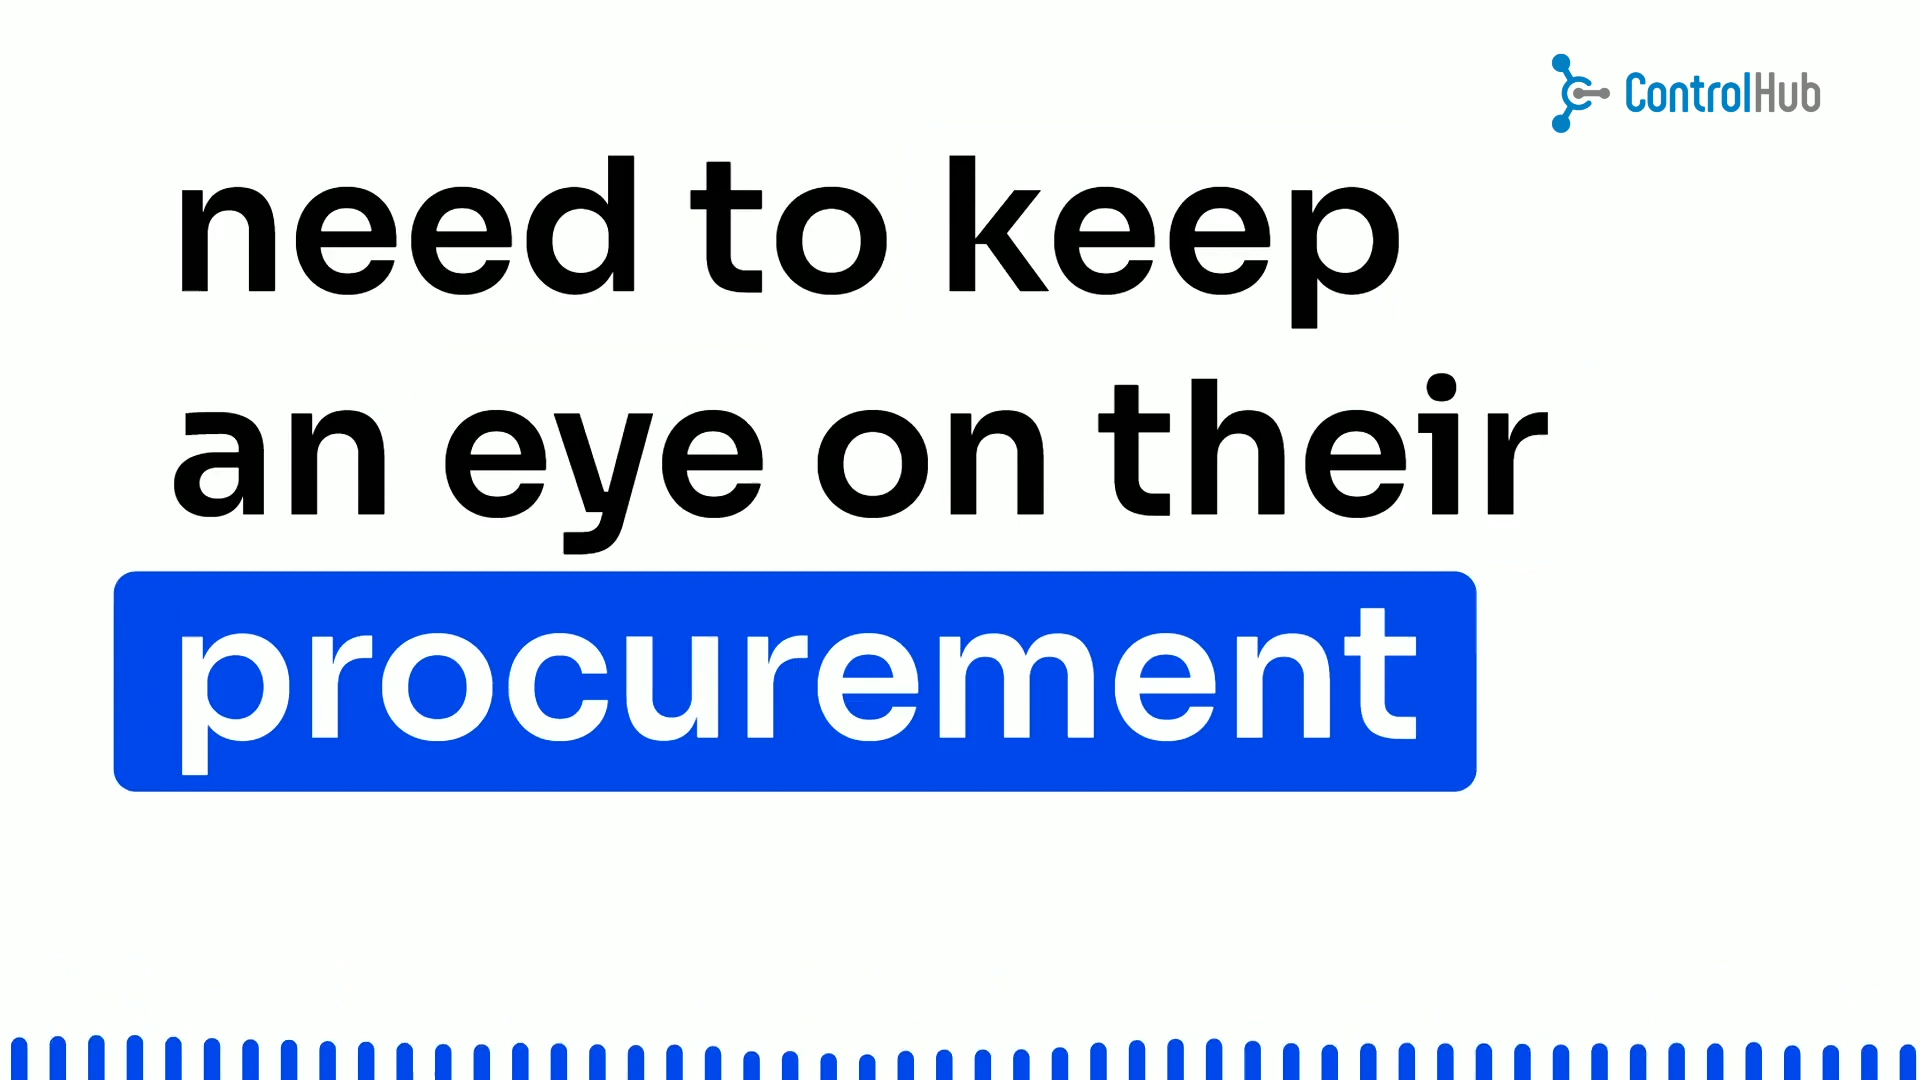 ControlHub
need to keep
an eye on their
procurement